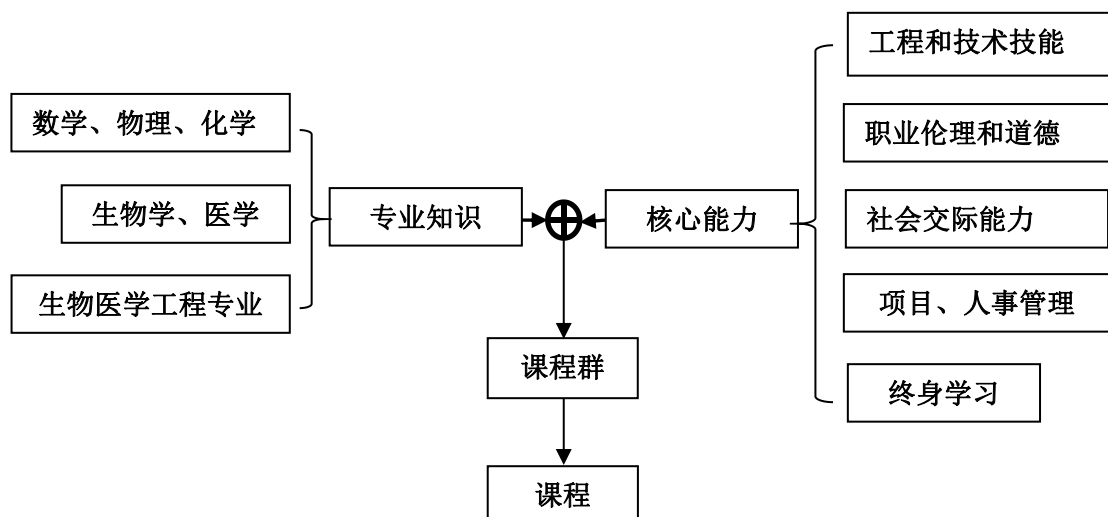 工程和技术技能
数学、物理、化学
职业伦理和道德
生物学、医学
专业知识
核心能力
社会交际能力
生物医学工程专业
项目、人事管理
课程群
终身学习
课程